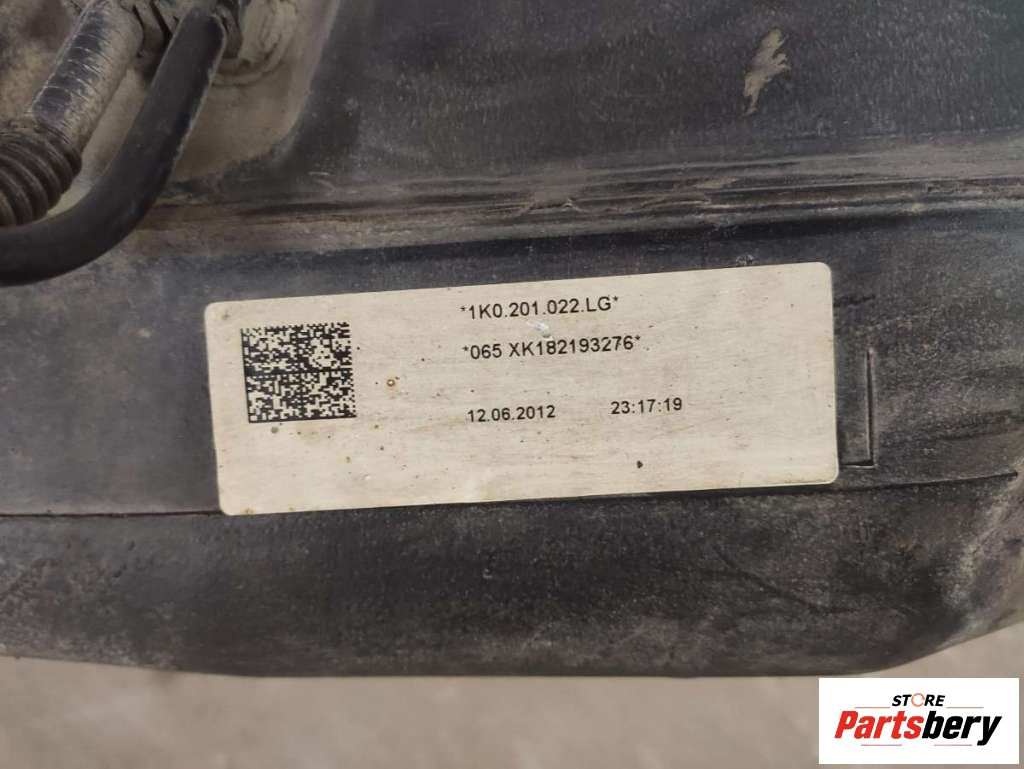 *1K0.201.022.LG*
*065 XK182193276*
12.06.2012 23:17:19
STORE
Partsbery